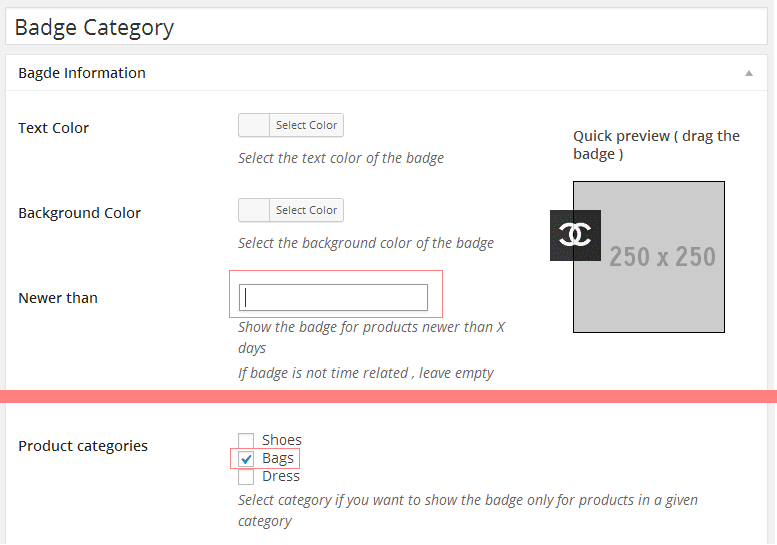 Badge Category
Bagde Information
Text Color
Select Color
Select the text color of the badge
Quick preview ( drag the
badge )
Background Color
Select Color
Select the background color of the badge
250 x 250
Newer than
Show the badge for products newer than X
days
If badge is not time related , leave empty
Product categories
Shoes
Bags
Dress
Select category if you want to show the badge only for products in a given
category